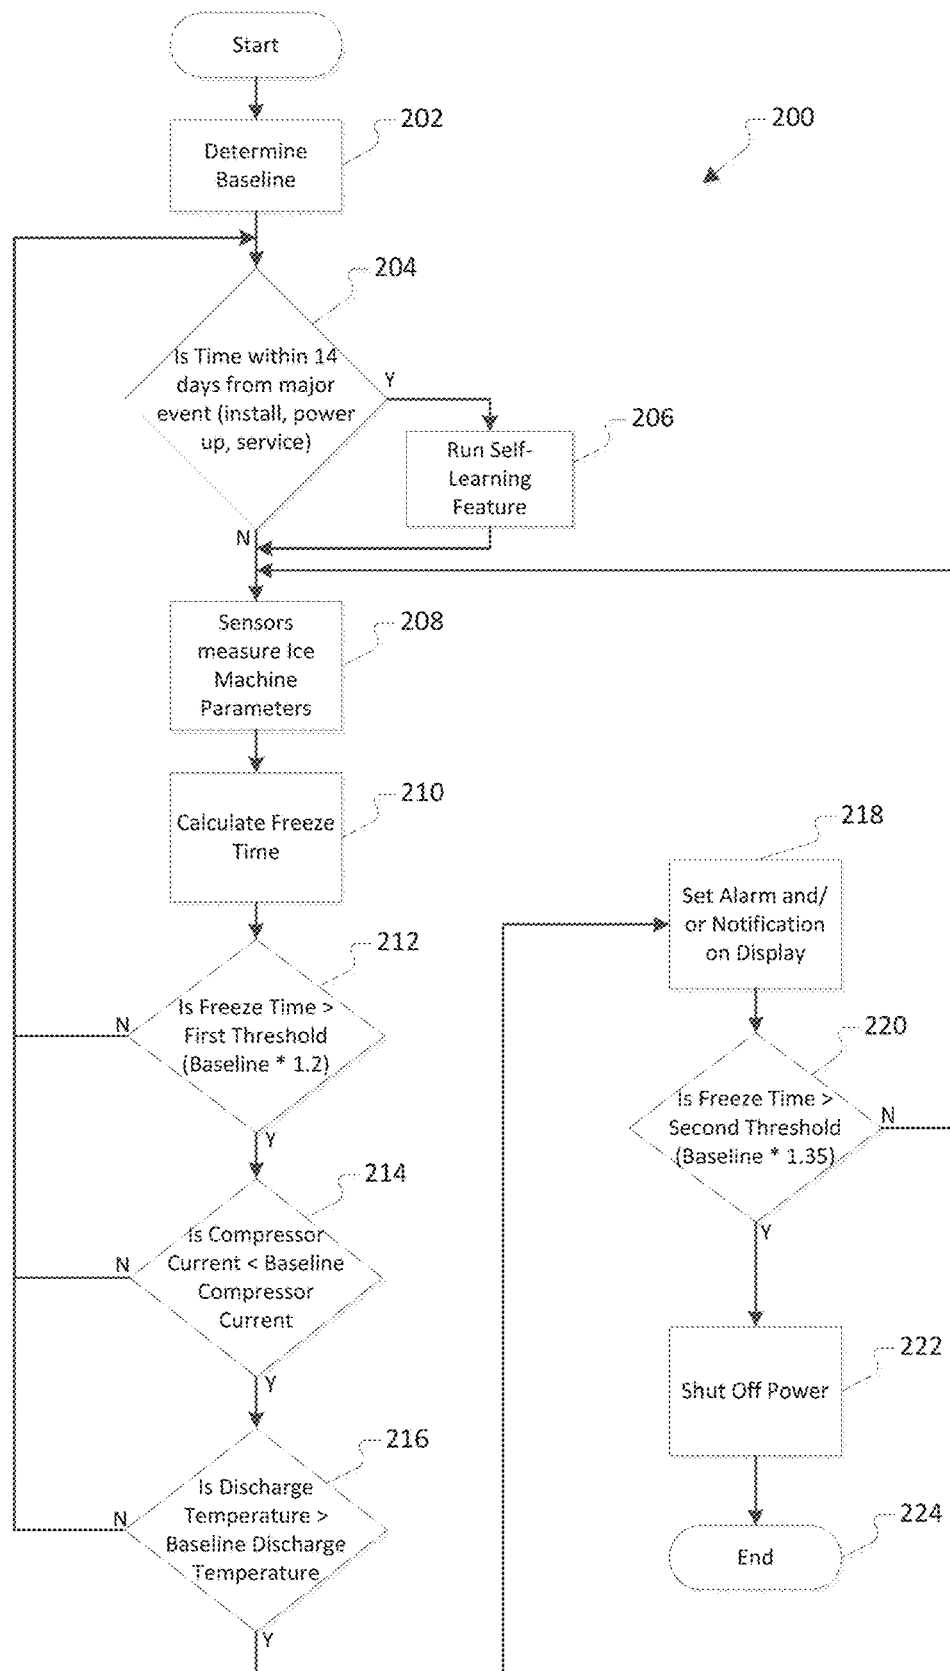 Start
202
200
Determine
Baseline
204
Is Time within 14
days from major
event (install, power
up, service)
Y
206
Run Self-
Learning
Feature
N
208
Sensors
measure Ice
Machine
Parameters
210
Calculate Freeze
Time
212
Is Freeze Time >
First Threshold
(Baseline * 1.2)
N
Y
214
Is Compressor
Current < Baseline
Compressor
Current
N
Y
216
Is Discharge
Temperature >
Baseline Discharge
Temperature
N
Y
218
Set Alarm and/
or Notification
on Display
220
Is Freeze Time >
Second Threshold
(Baseline * 1.35)
N
Y
222
Shut Off Power
224
End